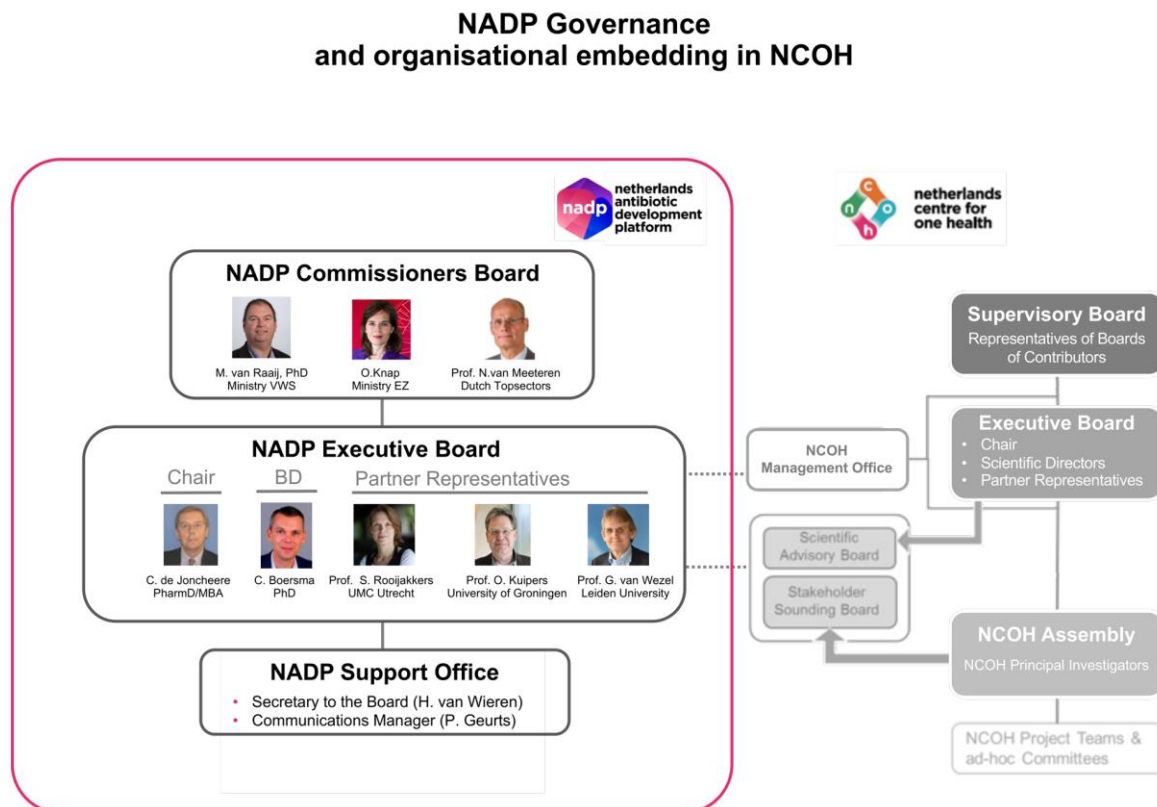 NADP Governance
and organisational embedding in NCOH
nadp
netherlands
antibiotic
development
platform
n c o h
netherlands
centre for
one health
NADP Commissioners Board
M. van Raaij, PhD
Ministry VWS
O.Knap
Ministry EZ
Prof. N.van Meeteren
Dutch Topsectors
NADP Executive Board
Chair
BD
Partner Representatives
C. de Joncheere
PharmD/MBA
C. Boersma
PhD
Prof. S. Rooijakkers
UMC Utrecht
Prof. O. Kuipers
University of Groningen
Prof. G. van Wezel
Leiden University
NADP Support Office
• Secretary to the Board (H. van Wieren)
• Communications Manager (P. Geurts)
Supervisory Board
Representatives of Boards
of Contributors
NCOH
Management Office
Executive Board
• Chair
• Scientific Directors
• Partner Representatives
Scientific
Advisory Board
Stakeholder
Sounding Board
NCOH Assembly
NCOH Principal Investigators
NCOH Project Teams &
ad-hoc Committees